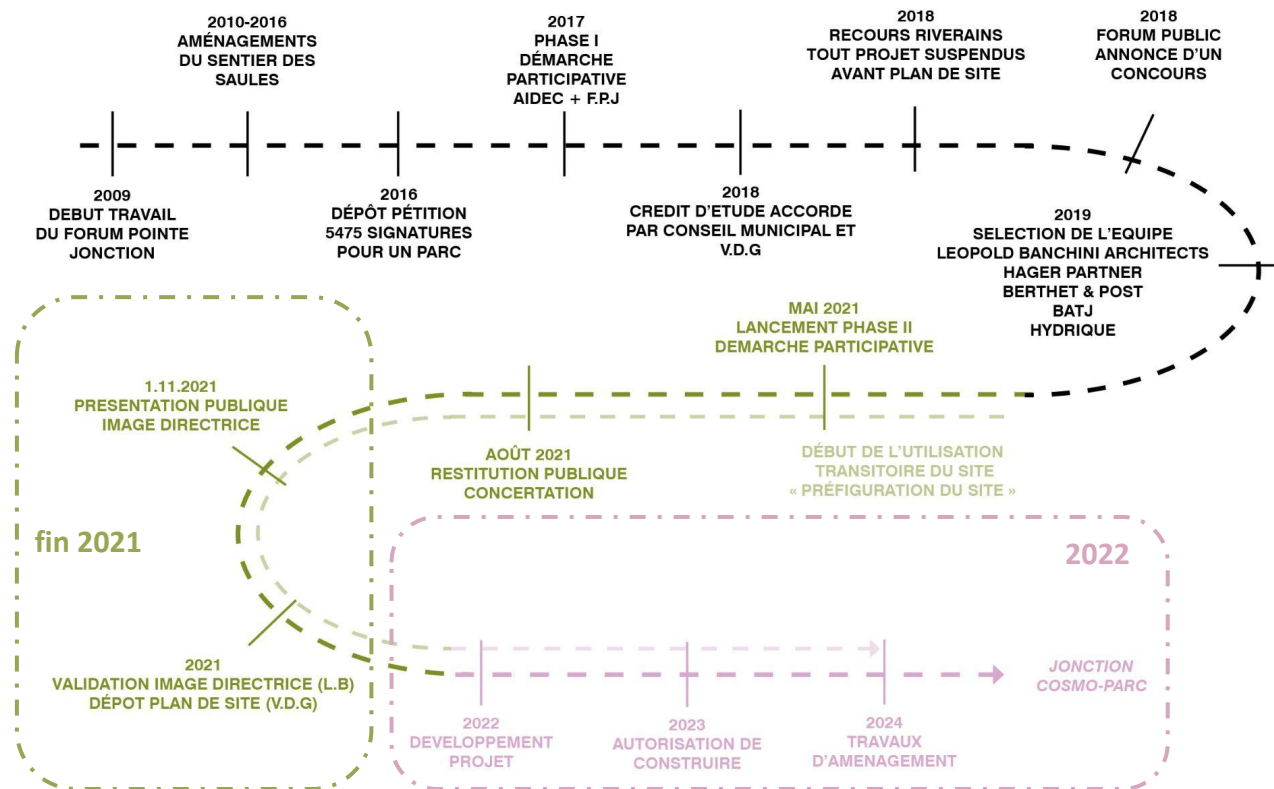 2010-2016
AMÉNAGEMENTS
DU SENTIER DES
SAULES
2017
PHASE I
DÉMARCHE
PARTICIPATIVE
AIDEC + F.P.J
2018
RECOURS RIVERAINS
TOUT PROJET SUSPENDUS
AVANT PLAN DE SITE
2018
FORUM PUBLIC
ANNONCE D'UN
CONCOURS
2009
DEBUT TRAVAIL
DU FORUM POINTE
JONCTION
2016
DÉPÔT PÉTITION
5475 SIGNATURES
POUR UN PARC
2018
CREDIT D'ETUDE ACCORDE
PAR CONSEIL MUNICIPAL ET
V.D.G
2019
SELECTION DE L'EQUIPE
LEOPOLD BANCHINI ARCHITECTS
HAGER PARTNER
BERTHET & POST
BATJ
HYDRIQUE
MAI 2021
LANCEMENT PHASE II
DEMARCHE PARTICIPATIVE
DÉBUT DE L'UTILISATION
TRANSITOIRE DU SITE
« PRÉFIGURATION DU SITE »
AOÛT 2021
RESTITUTION PUBLIQUE
CONCERTATION
1.11.2021
PRESENTATION PUBLIQUE
IMAGE DIRECTRICE
fin 2021
2021
VALIDATION IMAGE DIRECTRICE (L.B)
DÉPOT PLAN DE SITE (V.D.G)
2022
2022
DEVELOPPEMENT
PROJET
2023
AUTORISATION DE
CONSTRUIRE
2024
TRAVAUX
D'AMENAGEMENT
JONCTION
COSMO-PARC